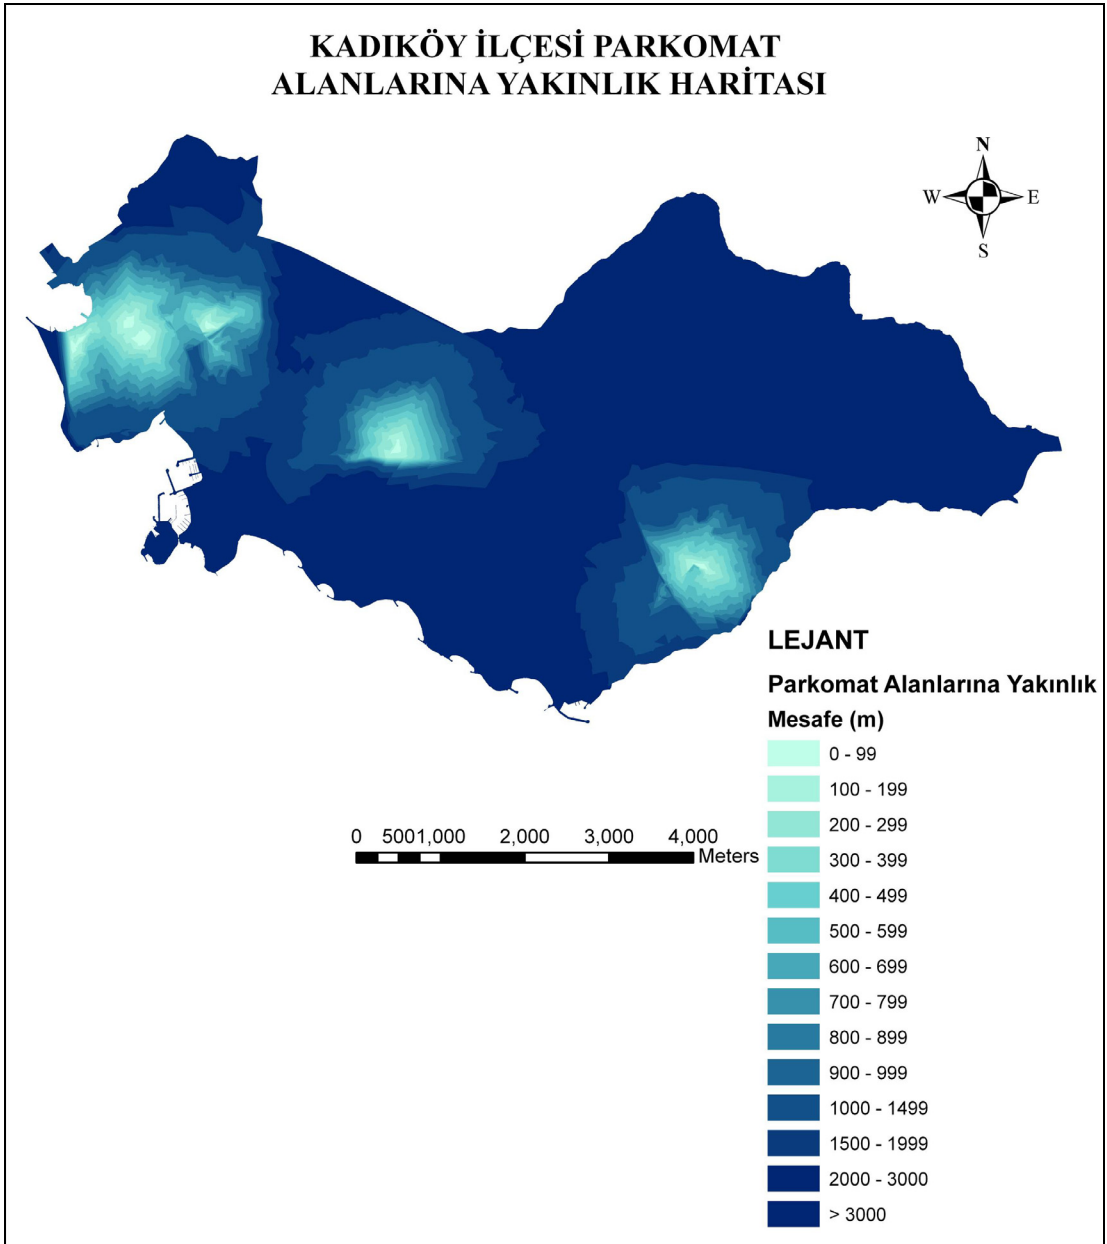 KADIKÖY İLÇESİ PARKOMAT
ALANLARINA YAKINLIK HARİTASI
N
W E
S
LEJANT
Parkomat Alanlarına Yakınlık
Mesafe (m)
0 - 99
100 - 199
200 - 299
300 - 399
400 - 499
500 - 599
600 - 699
700 - 799
800 - 899
900 - 999
1000 - 1499
1500 - 1999
2000 - 3000
> 3000
0 500 1,000 2,000 3,000 4,000
Meters